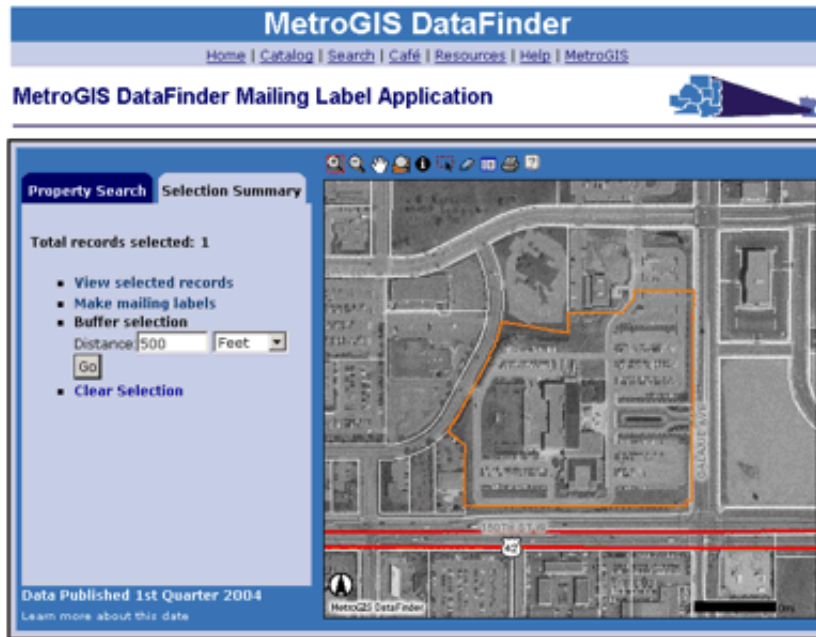 MetroGIS DataFinder
Home | Catalog | Search | Café | Resources | Help | MetroGIS
MetroGIS DataFinder Mailing Label Application
Property Search
Selection Summary
Total records selected: 1
View selected records
Make mailing labels
Buffer selection
Distance: 500 Feet
Go
Clear Selection
GALAXIE AVE
150TH ST W
42
Data Published 1st Quarter 2004
Learn more about this date
MetroGIS DataFinder